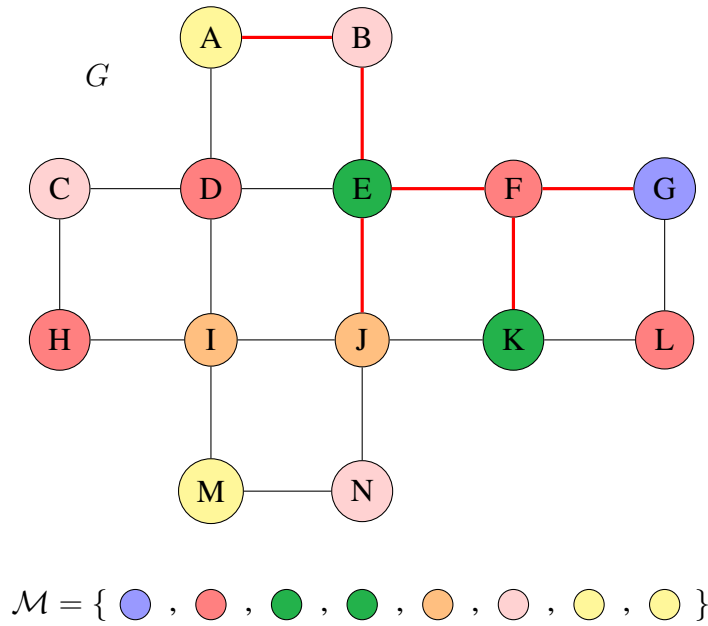 A B
G
C D E F G
H I J K L
M N
ℳ = { , , , , , , , }